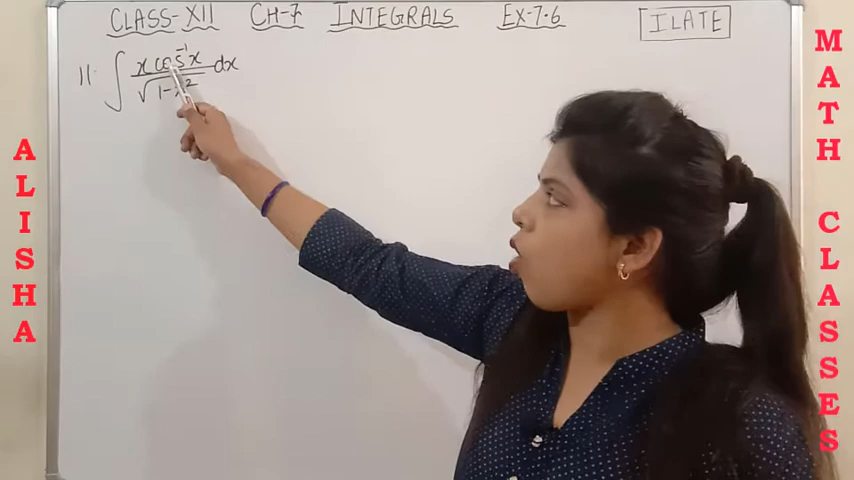 CLASS-XII CH-7 INTEGRALS EX-7.6 ILATE
11. ∫ x cos⁻¹x / √1-x² dx
ALISHA
MATH CLASSES